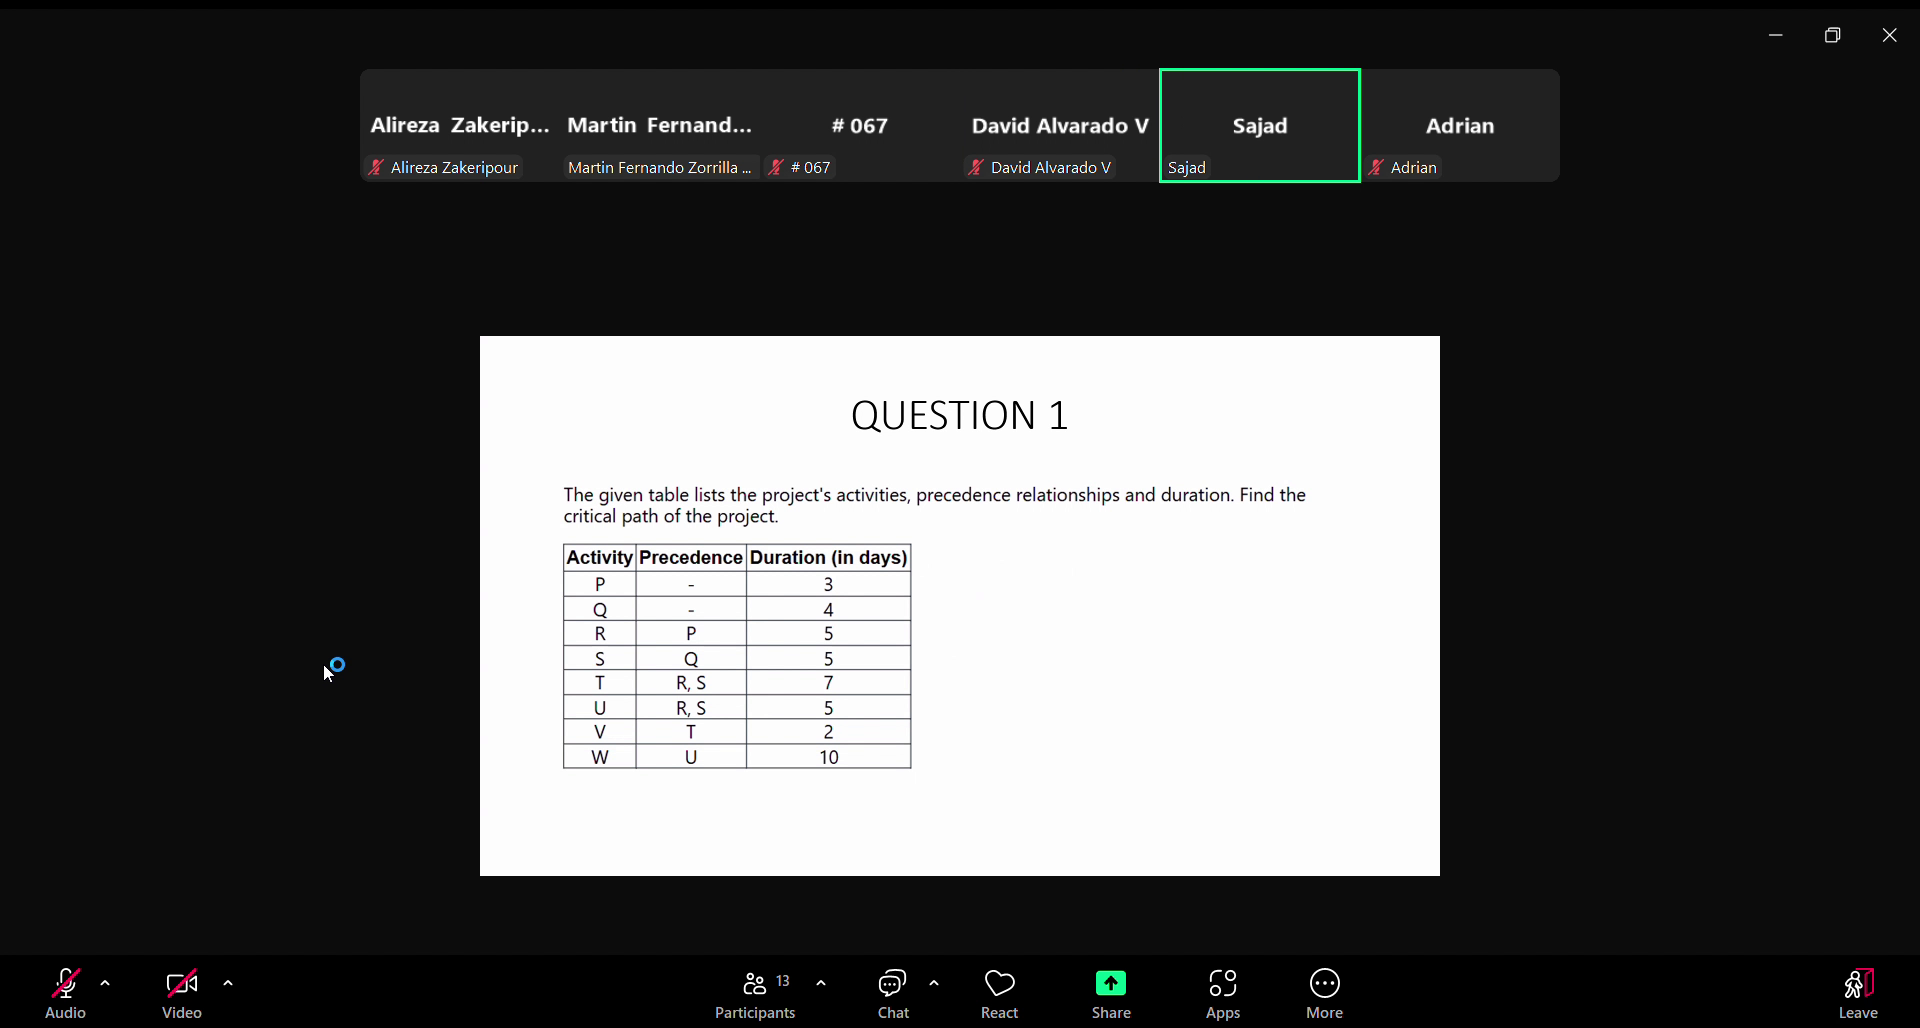 Alireza Zakerip...
Martin Fernand...
# 067
David Alvarado V
Sajad
Adrian
Alireza Zakeripour
Martin Fernando Zorrilla ...
# 067
David Alvarado V
Sajad
Adrian
QUESTION 1
The given table lists the project's activities, precedence relationships and duration. Find the
critical path of the project.
Activity Precedence Duration (in days)
P - 3
Q - 4
R P 5
S Q 5
T R, S 7
U R, S 5
V T 2
W U 10
13
Audio
Video
Participants
Chat
React
Share
Apps
More
Leave